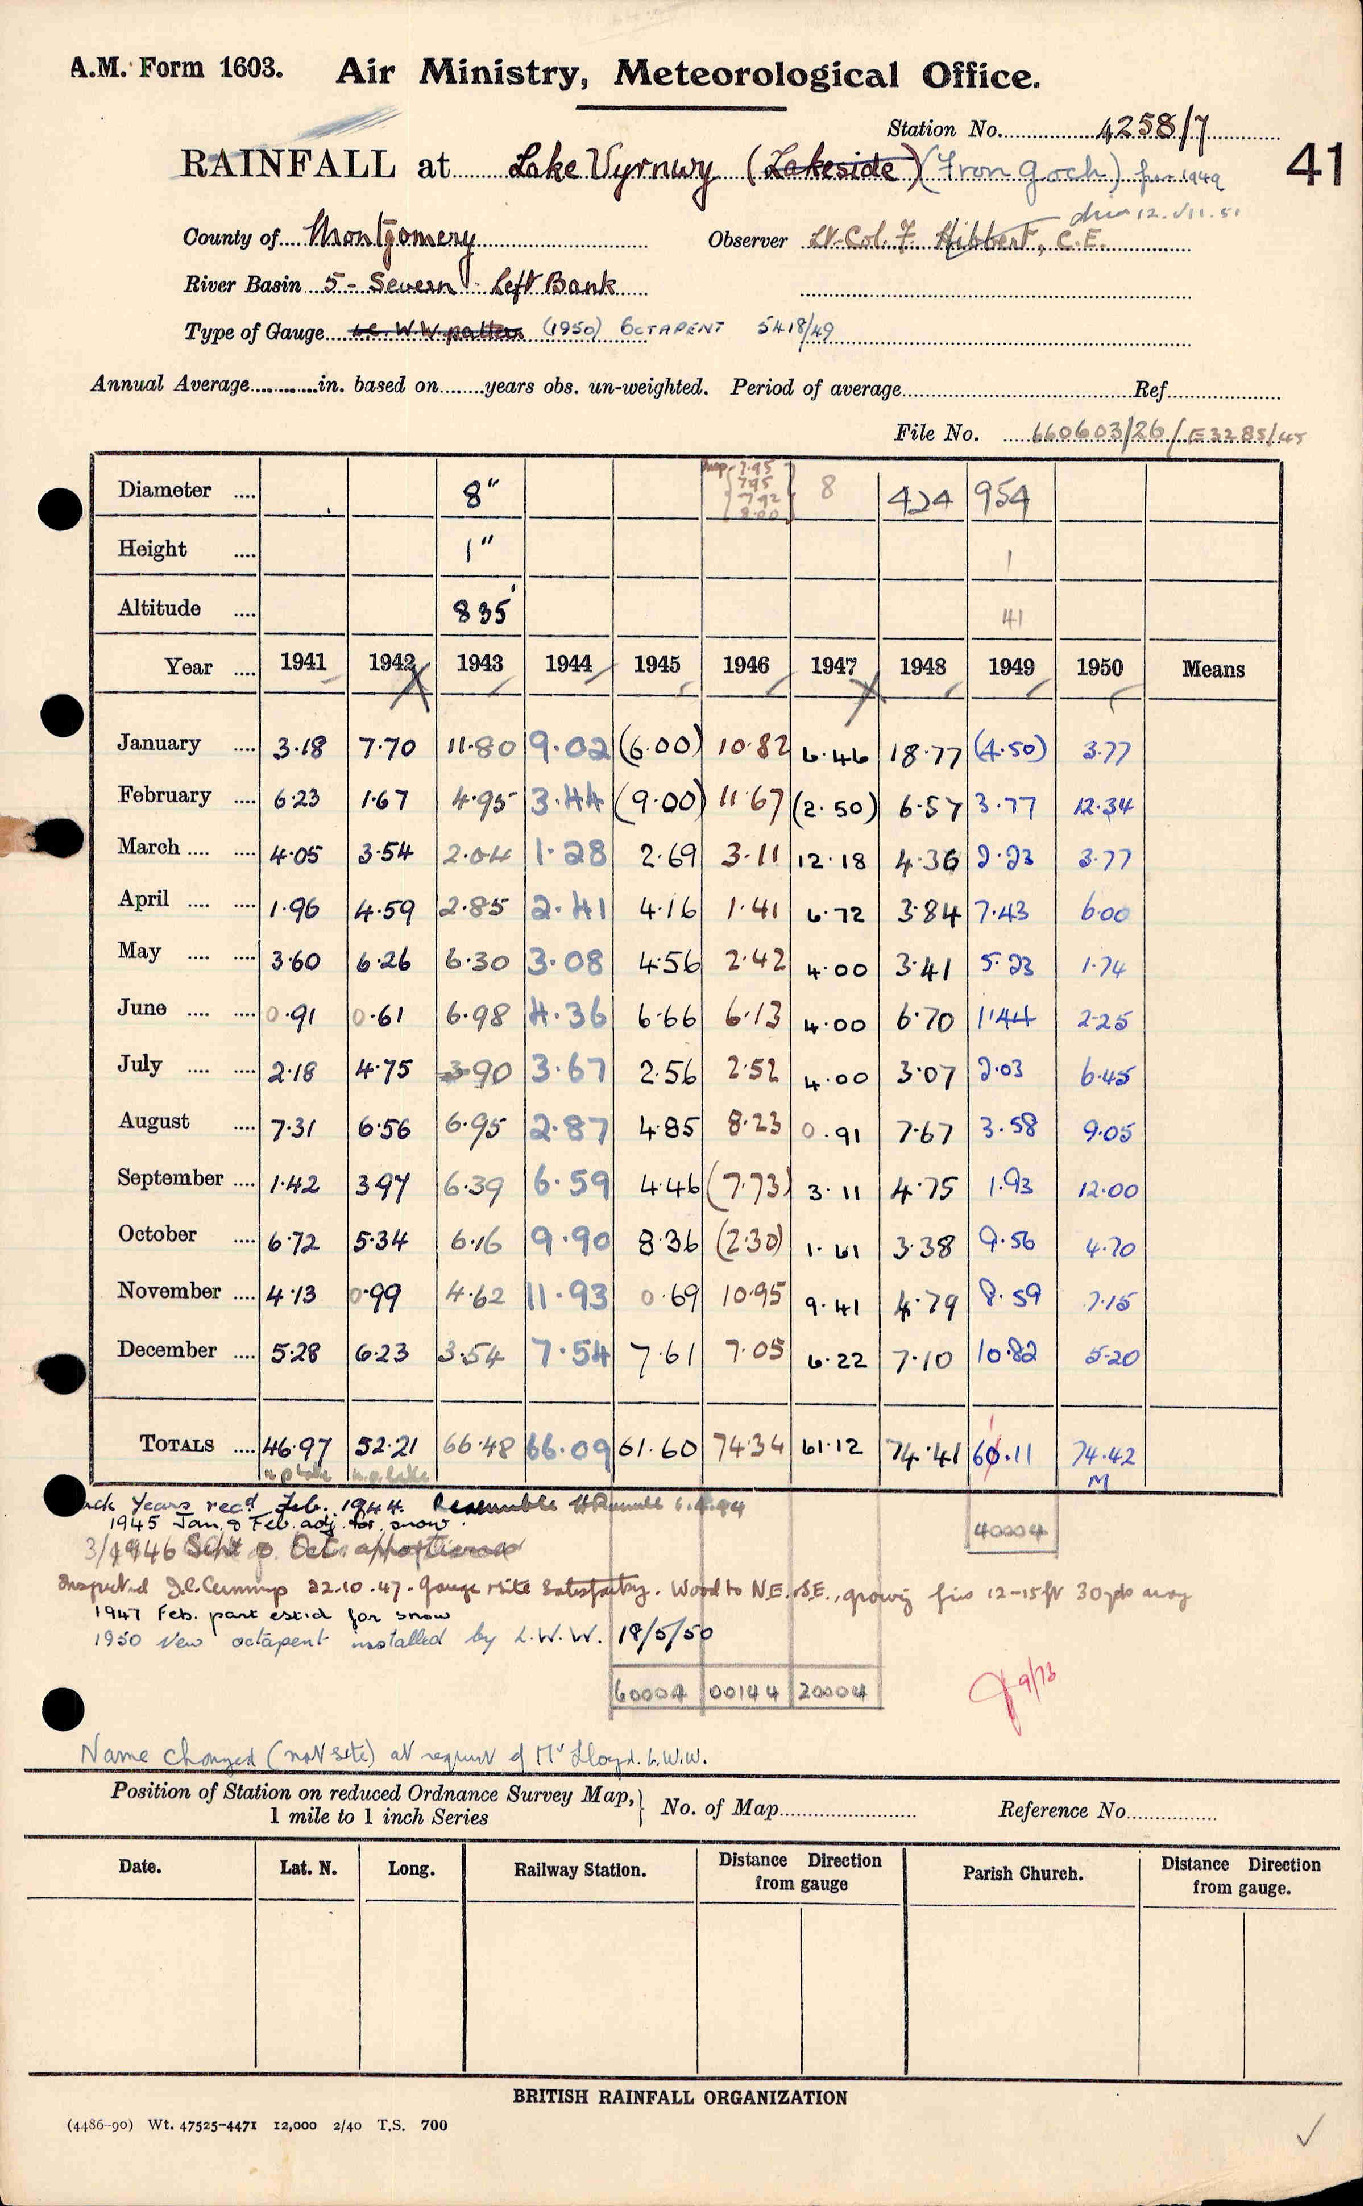 A.M. Form 1603. Air Ministry, Meteorological Office.
Station No. 4258/7
41
RAINFALL at Lake Vyrnwy (Lakeside) (Fron Goch) from 1949
County of Montgomery Observer Lt-Col. F. Hibbert, C.E.
River Basin 5 - Severn Left Bank
Type of Gauge W.W. pattern (1950) OCTAPENT 5418/49
Annual Average............in. based on........years obs. un-weighted. Period of average..........Ref..........
File No. 660603/26/E3285/45
Diameter .... 8" 7.95 7.95 7.92 8.00 8 424 954
Height .... 1" 1
Altitude .... 835' 41
Year .... 1941 1942 1943 1944 1945 1946 1947 1948 1949 1950 Means
January .... 3.18 7.70 11.80 9.02 (6.00) 10.82 6.46 18.77 (4.50) 3.77
February .... 6.23 1.67 4.95 3.44 (9.00) 11.67 (2.50) 6.57 3.77 12.34
March .... .... 4.05 3.54 2.04 1.28 2.69 3.11 12.18 4.36 2.23 3.77
April .... .... 1.96 4.59 2.85 2.41 4.16 1.41 6.72 3.84 7.43 6.00
May .... .... 3.60 6.26 6.30 3.08 4.56 2.42 4.00 3.41 5.23 1.74
June .... .... 0.91 0.61 6.98 4.36 6.66 6.13 4.00 6.70 1.44 2.25
July .... .... 2.18 4.75 3.90 3.67 2.56 2.52 4.00 3.07 2.03 6.45
August .... 7.31 6.56 6.95 2.87 4.85 8.23 0.91 7.67 3.58 9.05
September .... 1.42 3.97 6.39 6.59 4.46 (7.73) 3.11 4.75 1.93 12.00
October .... 6.72 5.34 6.16 9.90 8.36 (2.30) 1.61 3.38 9.56 4.70
November .... 4.13 0.99 4.62 11.93 0.69 10.95 9.41 4.79 8.59 7.15
December .... 5.28 6.23 3.54 7.54 7.61 7.05 6.22 7.10 10.82 5.20
TOTALS .... 46.97 52.21 66.48 66.09 61.60 74.34 61.12 74.41 60.11 74.42
M
Years recd Feb. 1944.
1945 Jan & Feb. adj. for snow.
40004
3/1946 Sept & Oct. apportioned
Inspected J.C. Cumming 22.10.47. Gauge & site satisfactory. Wood to N.E. & S.E., growing firs 12-15ft 30yds away
1947 Feb. part estd for snow
1950 New octapent installed by L.W.W. 18/5/50
60004 00144 20004
9/73
Name changed (not site) at request of Mr Lloyd. L.W.W.
Position of Station on reduced Ordnance Survey Map, 1 mile to 1 inch Series } No. of Map.......... Reference No..........
Date. Lat. N. Long. Railway Station. Distance Direction from gauge Parish Church. Distance Direction from gauge.
BRITISH RAINFALL ORGANIZATION
(4486-90) Wt. 47525-4471 12,000 2/40 T.S. 700